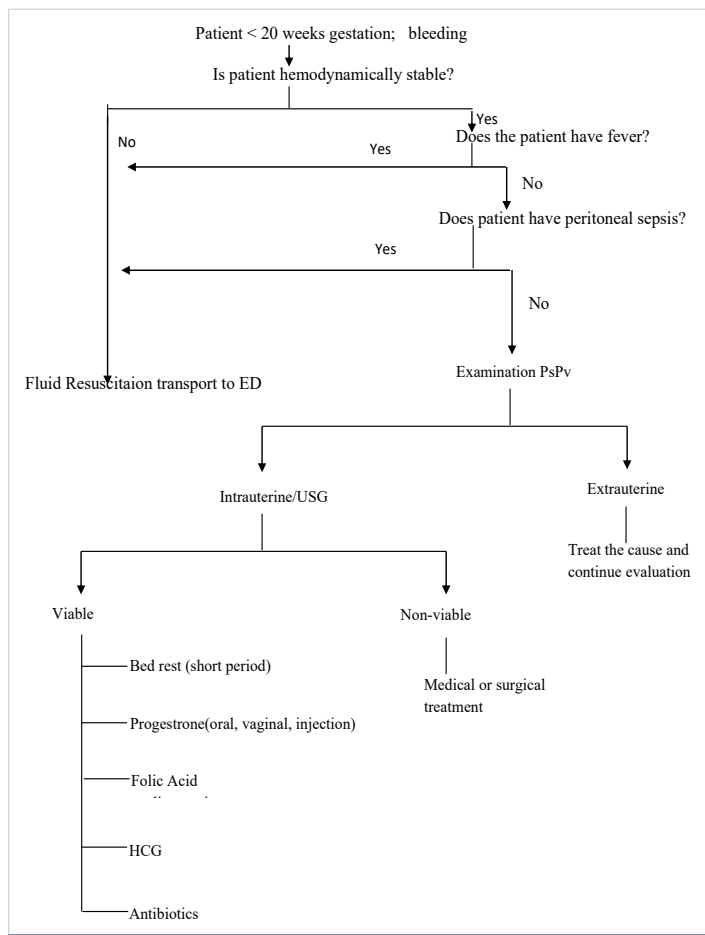 Patient < 20 weeks gestation; bleeding
Is patient hemodynamically stable?
Yes
No
Does the patient have fever?
Yes
No
Does patient have peritoneal sepsis?
Yes
No
Fluid Resuscitaion transport to ED
Examination PsPv
Intrauterine/USG
Extrauterine
Treat the cause and
continue evaluation
Viable
Non-viable
Bed rest (short period)
Medical or surgical
treatment
Progestrone(oral, vaginal, injection)
Folic Acid
HCG
Antibiotics